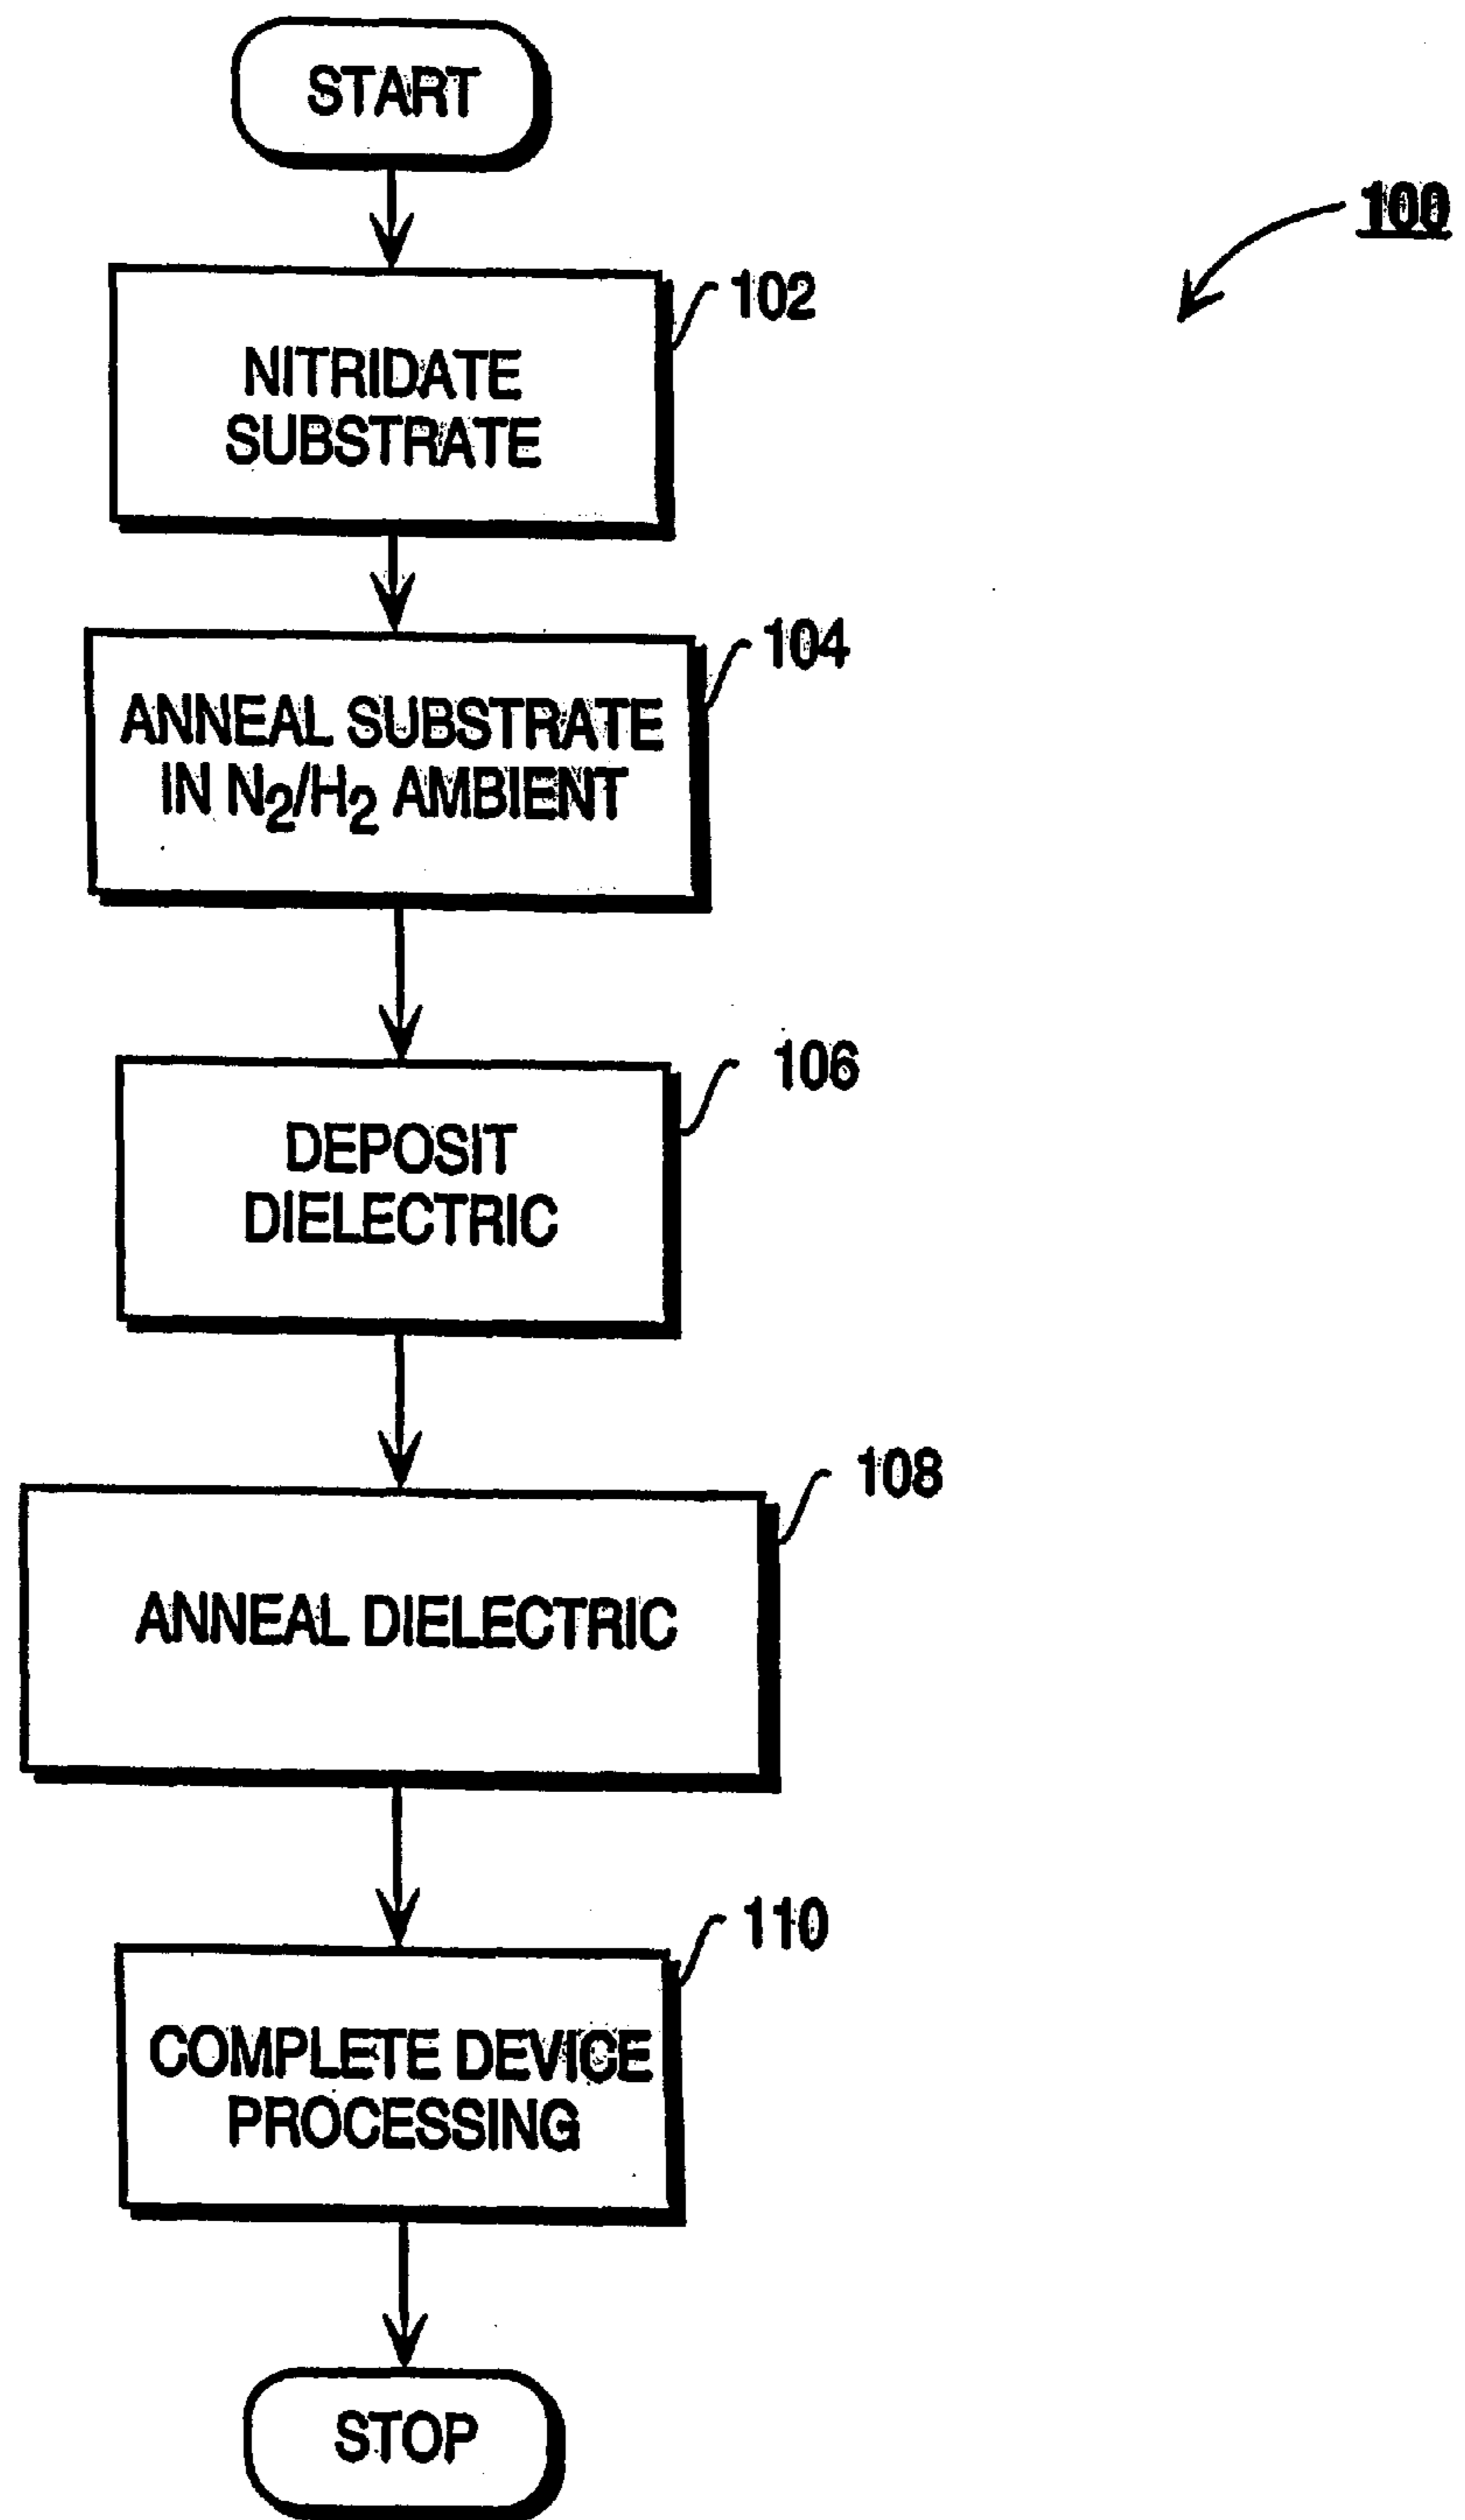 START
100
102
NITRIDATE
SUBSTRATE
104
ANNEAL SUBSTRATE
IN N2/H2 AMBIENT
106
DEPOSIT
DIELECTRIC
108
ANNEAL DIELECTRIC
110
COMPLETE DEVICE
PROCESSING
STOP